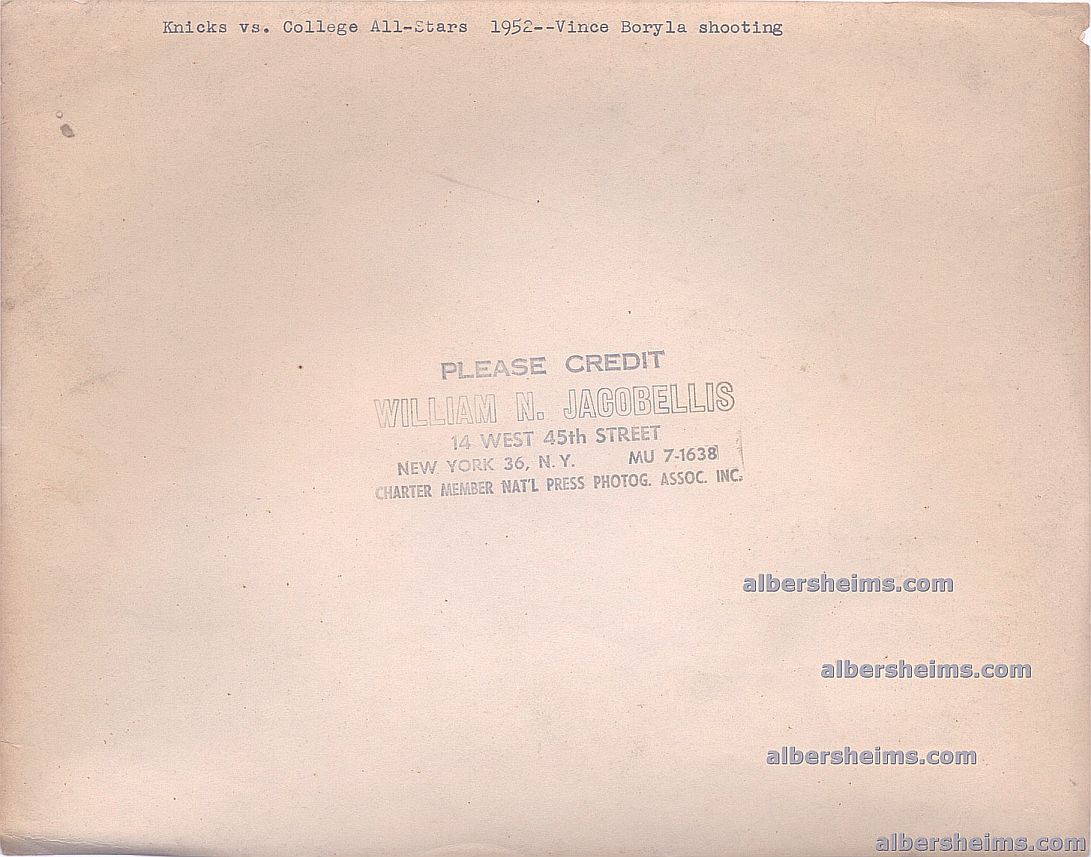 Knicks vs. College All-Stars 1952--Vince Boryla shooting
PLEASE CREDIT
WILLIAM N. JACOBELLIS
14 WEST 45th STREET
NEW YORK 36, N.Y. MU 7-1638
CHARTER MEMBER NAT'L PRESS PHOTOG. ASSOC. INC.
albersheims.com
albersheims.com
albersheims.com
albersheims.com